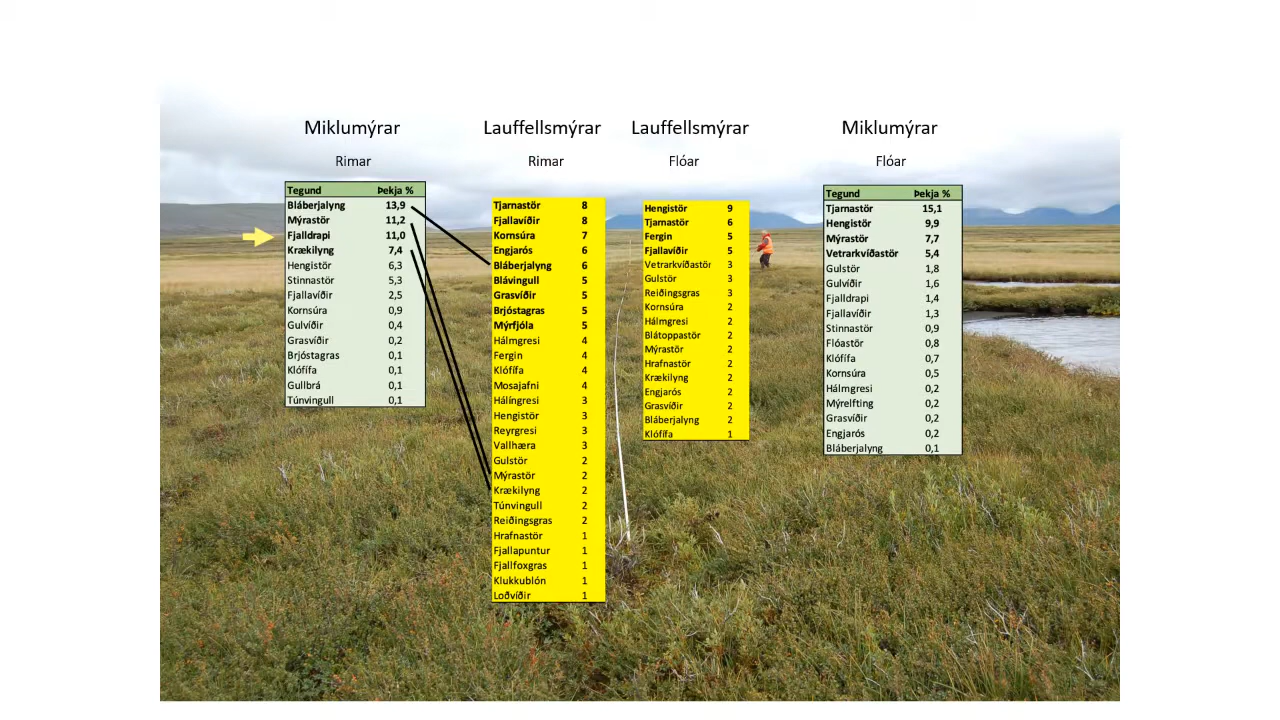 Miklumýrar
Rimar
Tegund Þekja %
Bláberjalyng 13,9
Mýrastör 11,2
Fjalldrapi 11,0
Krækilyng 7,4
Hengistör 6,3
Stinnastör 5,3
Fjallavíðir 2,5
Kornsúra 0,9
Gulvíðir 0,4
Grasvíðir 0,2
Brjóstagras 0,1
Klófífa 0,1
Gullbrá 0,1
Túnvingull 0,1
Lauffellsmýrar
Rimar
Tjarnastör 8
Fjallavíðir 8
Kornsúra 7
Engjarós 6
Bláberjalyng 6
Blávingull 5
Grasvíðir 5
Brjóstagras 5
Mýrfjóla 5
Hálmgresi 4
Fergin 4
Klófífa 4
Mosajafni 4
Hálíngresi 3
Hengistör 3
Reyrgresi 3
Vallhæra 3
Gulstör 2
Mýrastör 2
Krækilyng 2
Túnvingull 2
Reiðingsgras 2
Hrafnastör 1
Fjallapuntur 1
Fjallfoxgras 1
Klukkublón 1
Loðvíðir 1
Lauffellsmýrar
Flóar
Hengistör 9
Tjarnastör 6
Fergin 5
Fjallavíðir 5
Vetrarkvíðastör 3
Gulstör 3
Reiðingsgras 3
Kornsúra 2
Hálmgresi 2
Blátoppastör 2
Mýrastör 2
Hrafnastör 2
Krækilyng 2
Engjarós 2
Grasvíðir 2
Bláberjalyng 2
Klófífa 1
Miklumýrar
Flóar
Tegund Þekja %
Tjarnastör 15,1
Hengistör 9,9
Mýrastör 7,7
Vetrarkvíðastör 5,4
Gulstör 1,8
Gulvíðir 1,6
Fjalldrapi 1,4
Fjallavíðir 1,3
Stinnastör 0,9
Flóastör 0,8
Klófífa 0,7
Kornsúra 0,5
Hálmgresi 0,2
Mýrelfting 0,2
Grasvíðir 0,2
Engjarós 0,2
Bláberjalyng 0,1